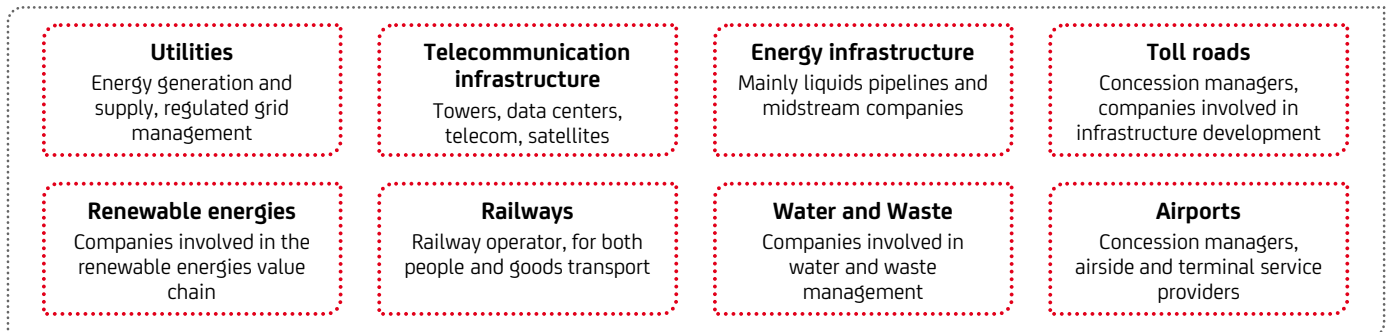 Utilities
Energy generation and
supply, regulated grid
management
Telecommunication
infrastructure
Towers, data centers,
telecom, satellites
Energy infrastructure
Mainly liquids pipelines and
midstream companies
Toll roads
Concession managers,
companies involved in
infrastructure development
Renewable energies
Companies involved in the
renewable energies value
chain
Railways
Railway operator, for both
people and goods transport
Water and Waste
Companies involved in
water and waste
management
Airports
Concession managers,
airside and terminal service
providers